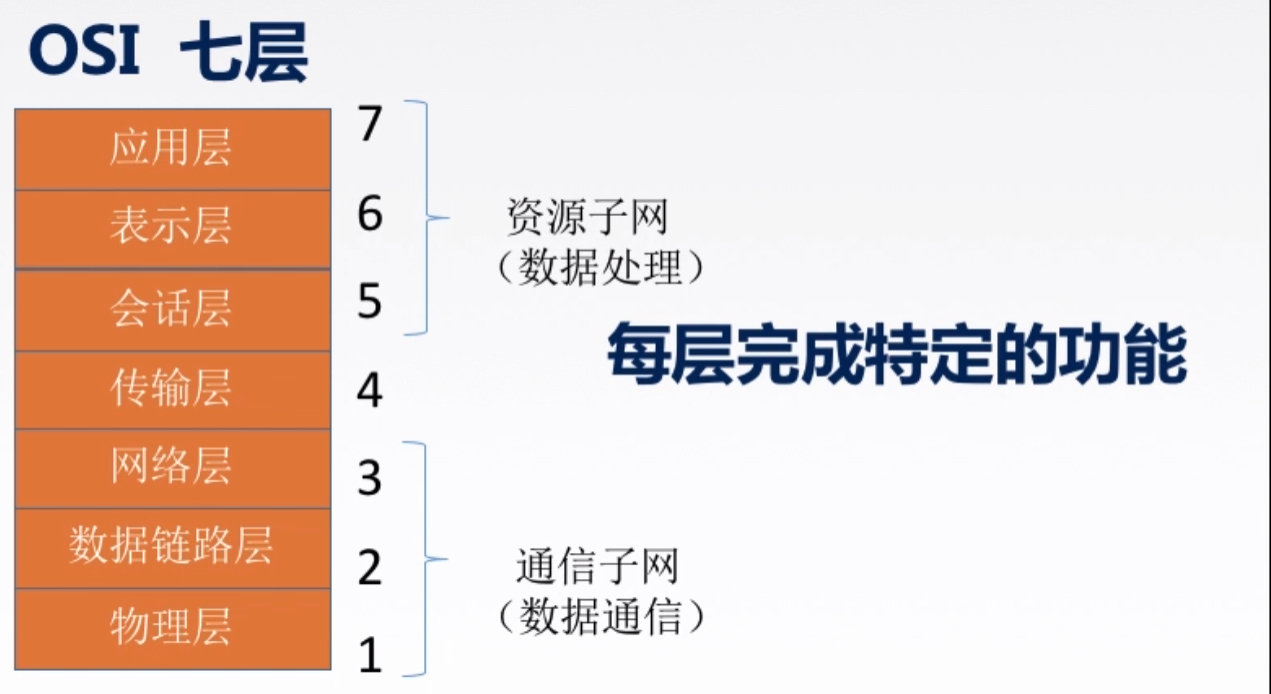 OSI 七层
应用层 7
表示层 6
会话层 5
传输层 4
网络层 3
数据链路层 2
物理层 1
资源子网
（数据处理）
每层完成特定的功能
通信子网
（数据通信）